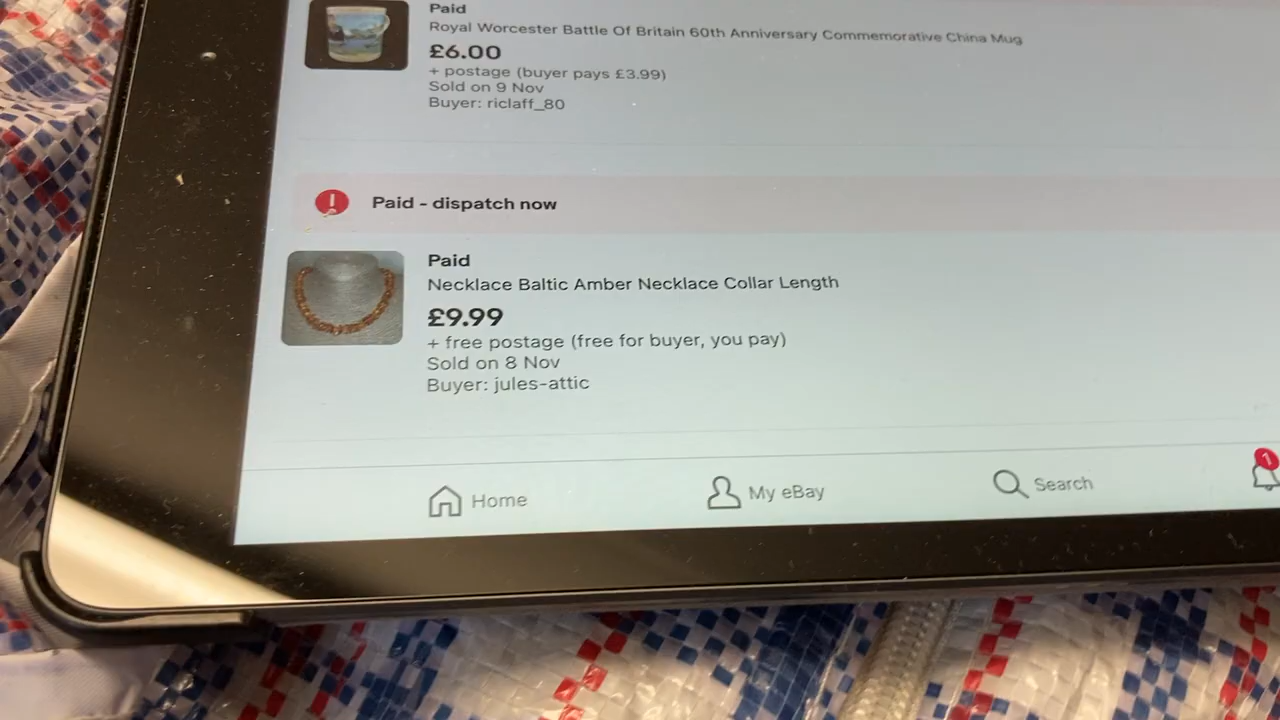 Paid
Royal Worcester Battle Of Britain 60th Anniversary Commemorative China Mug
£6.00
+ postage (buyer pays £3.99)
Sold on 9 Nov
Buyer: riclaff_80
Paid - dispatch now
Paid
Necklace Baltic Amber Necklace Collar Length
£9.99
+ free postage (free for buyer, you pay)
Sold on 8 Nov
Buyer: jules-attic
Home
My eBay
Search
1